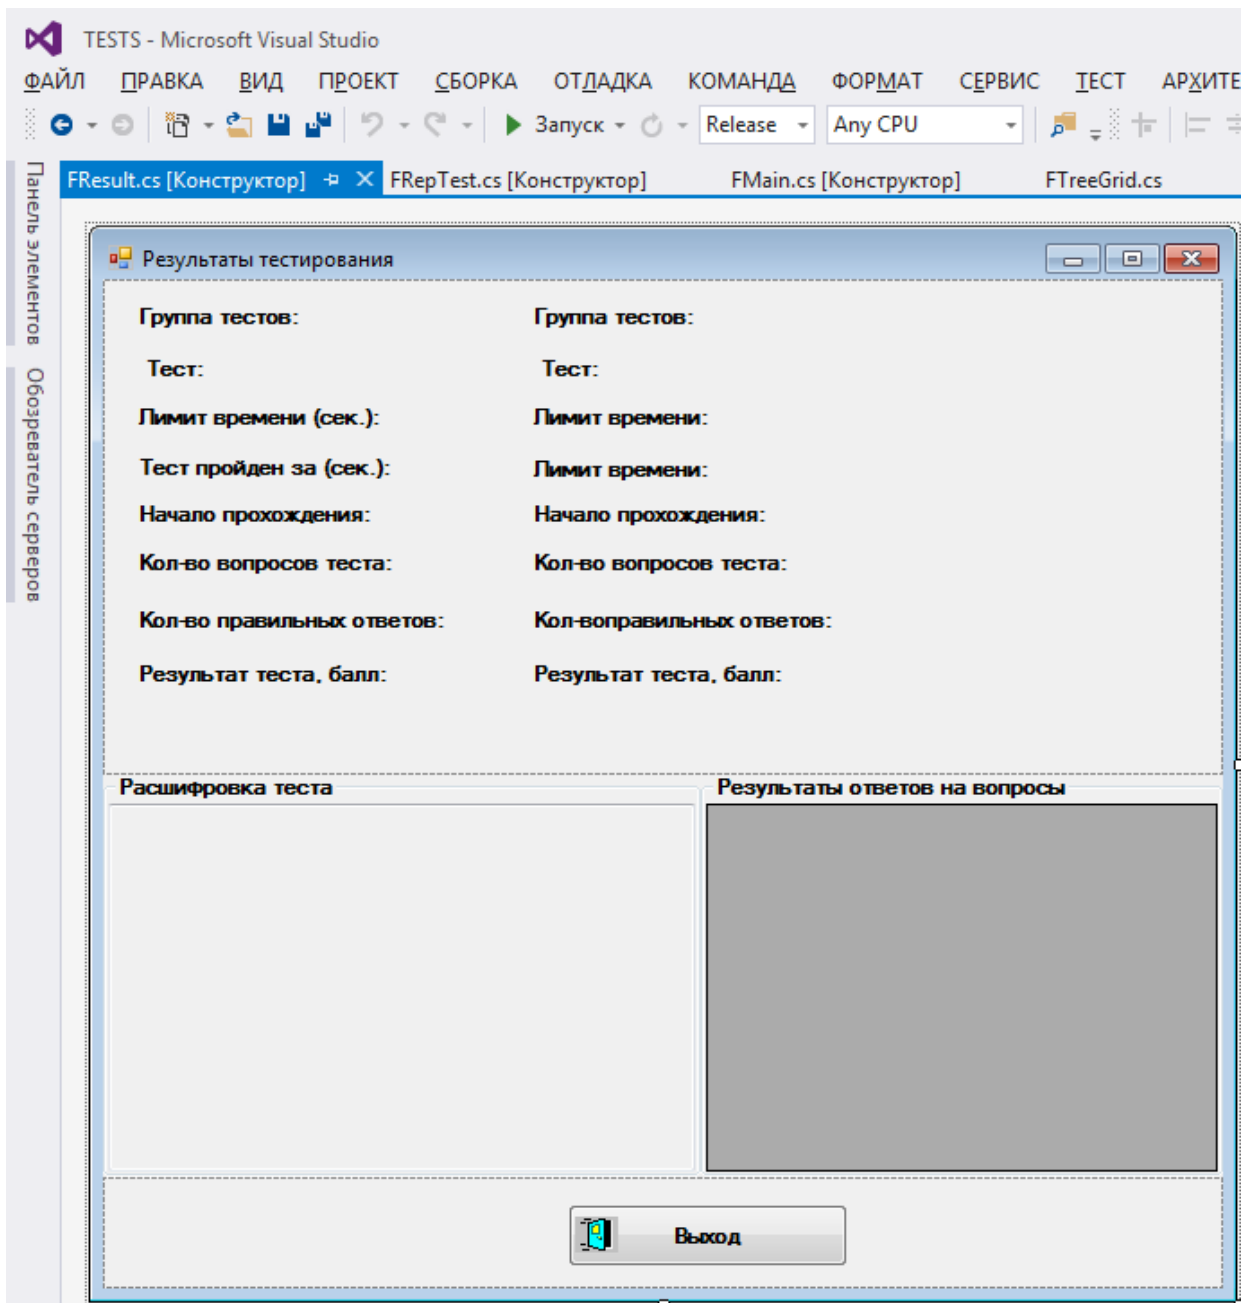 TESTS - Microsoft Visual Studio
ФАЙЛ ПРАВКА ВИД ПРОЕКТ СБОРКА ОТЛАДКА КОМАНДА ФОРМАТ СЕРВИС ТЕСТ АРХИТЕ
Запуск Release Any CPU
Панель элементов
Обозреватель серверов
FResult.cs [Конструктор] FRepTest.cs [Конструктор] FMain.cs [Конструктор] FTreeGrid.cs
Результаты тестирования
Группа тестов: Группа тестов:
Тест: Тест:
Лимит времени (сек.): Лимит времени:
Тест пройден за (сек.): Лимит времени:
Начало прохождения: Начало прохождения:
Кол-во вопросов теста: Кол-во вопросов теста:
Кол-во правильных ответов: Кол-воправильных ответов:
Результат теста, балл: Результат теста, балл:
Расшифровка теста Результаты ответов на вопросы
Выход